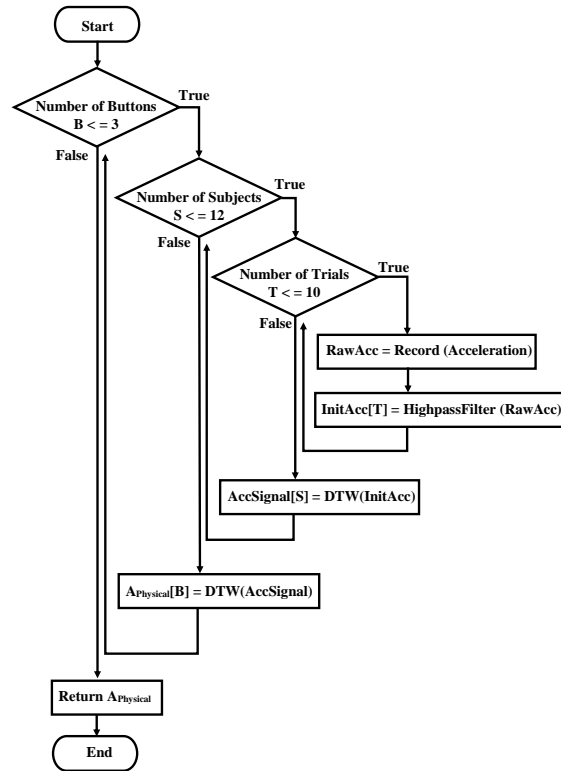 Start
Number of Buttons
B < = 3
True
False
Number of Subjects
S < = 12
True
False
Number of Trials
T < = 10
True
False
RawAcc = Record (Acceleration)
InitAcc[T] = HighpassFilter (RawAcc)
AccSignal[S] = DTW(InitAcc)
APhysical[B] = DTW(AccSignal)
Return APhysical
End